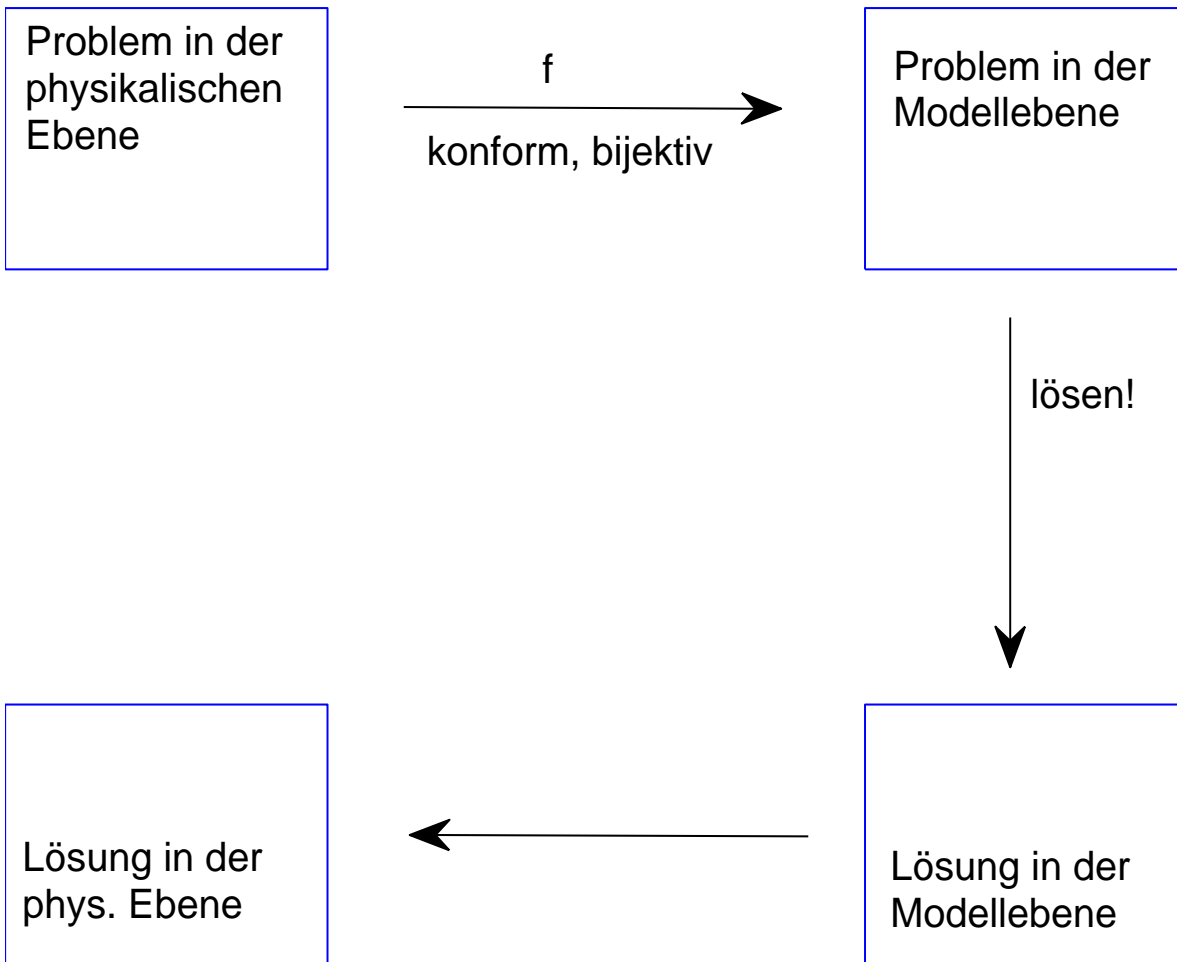 Problem in der
physikalischen
Ebene
f
konform, bijektiv
Problem in der
Modellebene
lösen!
Lösung in der
phys. Ebene
Lösung in der
Modellebene